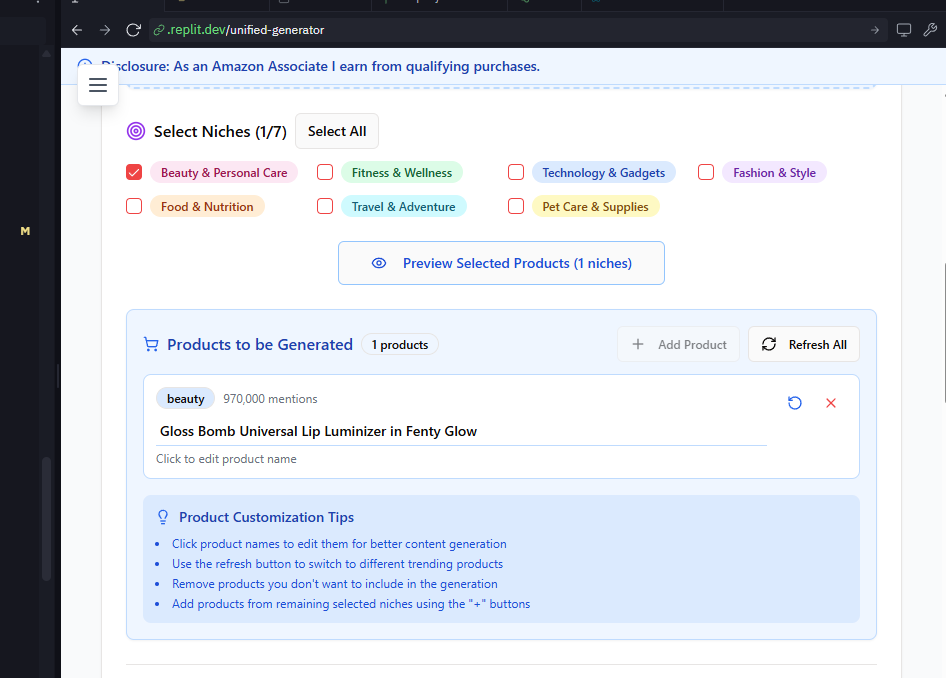 .replit.dev/unified-generator
Disclosure: As an Amazon Associate I earn from qualifying purchases.
Select Niches (1/7) Select All
Beauty & Personal Care Fitness & Wellness Technology & Gadgets Fashion & Style
Food & Nutrition Travel & Adventure Pet Care & Supplies
M
Preview Selected Products (1 niches)
Products to be Generated 1 products + Add Product Refresh All
beauty 970,000 mentions
Gloss Bomb Universal Lip Luminizer in Fenty Glow
Click to edit product name
Product Customization Tips
• Click product names to edit them for better content generation
• Use the refresh button to switch to different trending products
• Remove products you don't want to include in the generation
• Add products from remaining selected niches using the "+" buttons